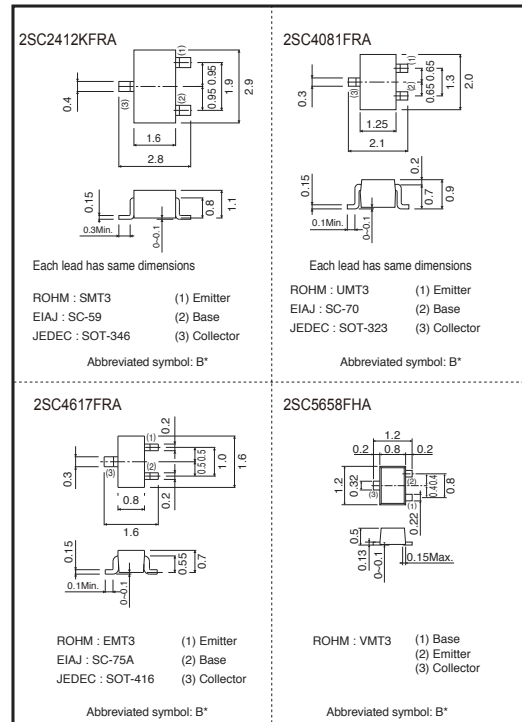 2SC2412KFRA
(1)
0.4
(3)
(2)
0.95 0.95
1.9
2.9
1.6
2.8
0.15
0.3Min.
0~0.1
0.8
1.1
Each lead has same dimensions
ROHM : SMT3 (1) Emitter
EIAJ : SC-59 (2) Base
JEDEC : SOT-346 (3) Collector
Abbreviated symbol: B*
2SC4081FRA
(1)
0.3
(3)
(2)
0.65 0.65
1.3
2.0
1.25
2.1
0.2
0.15
0.1Min.
0~0.1
0.7
0.9
Each lead has same dimensions
ROHM : UMT3 (1) Emitter
EIAJ : SC-70 (2) Base
JEDEC : SOT-323 (3) Collector
Abbreviated symbol: B*
2SC4617FRA
0.2
(1)
0.3
(3)
(2)
0.5 0.5
1.0
1.6
0.8
0.2
1.6
0.15
0.1Min.
0~0.1
0.55
0.7
ROHM : EMT3 (1) Emitter
EIAJ : SC-75A (2) Base
JEDEC : SOT-416 (3) Collector
Abbreviated symbol: B*
2SC5658FHA
1.2
0.2 0.8 0.2
1.2
0.32
(3)
(2)
(1)
0.4 0.4
0.8
0.22
0.5
0.13
0~0.1
0.15Max.
ROHM : VMT3 (1) Base
(2) Emitter
(3) Collector
Abbreviated symbol: B*